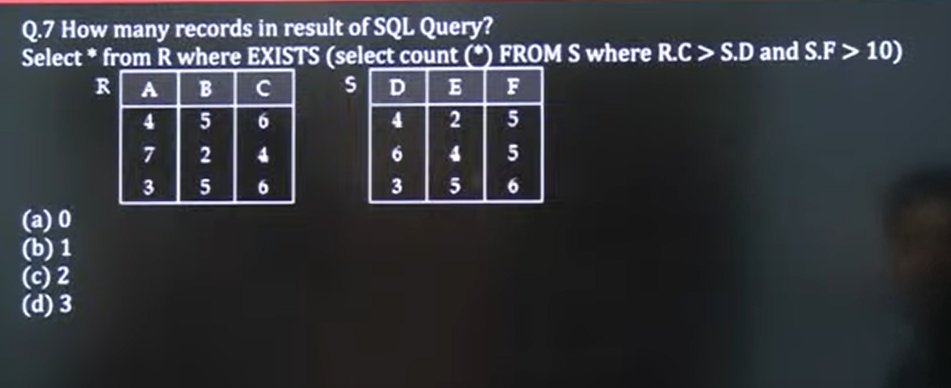 Q.7 How many records in result of SQL Query?
Select * from R where EXISTS (select count (*) FROM S where R.C > S.D and S.F > 10)
R A B C S D E F
4 5 6 4 2 5
7 2 4 6 4 5
3 5 6 3 5 6
(a) 0
(b) 1
(c) 2
(d) 3